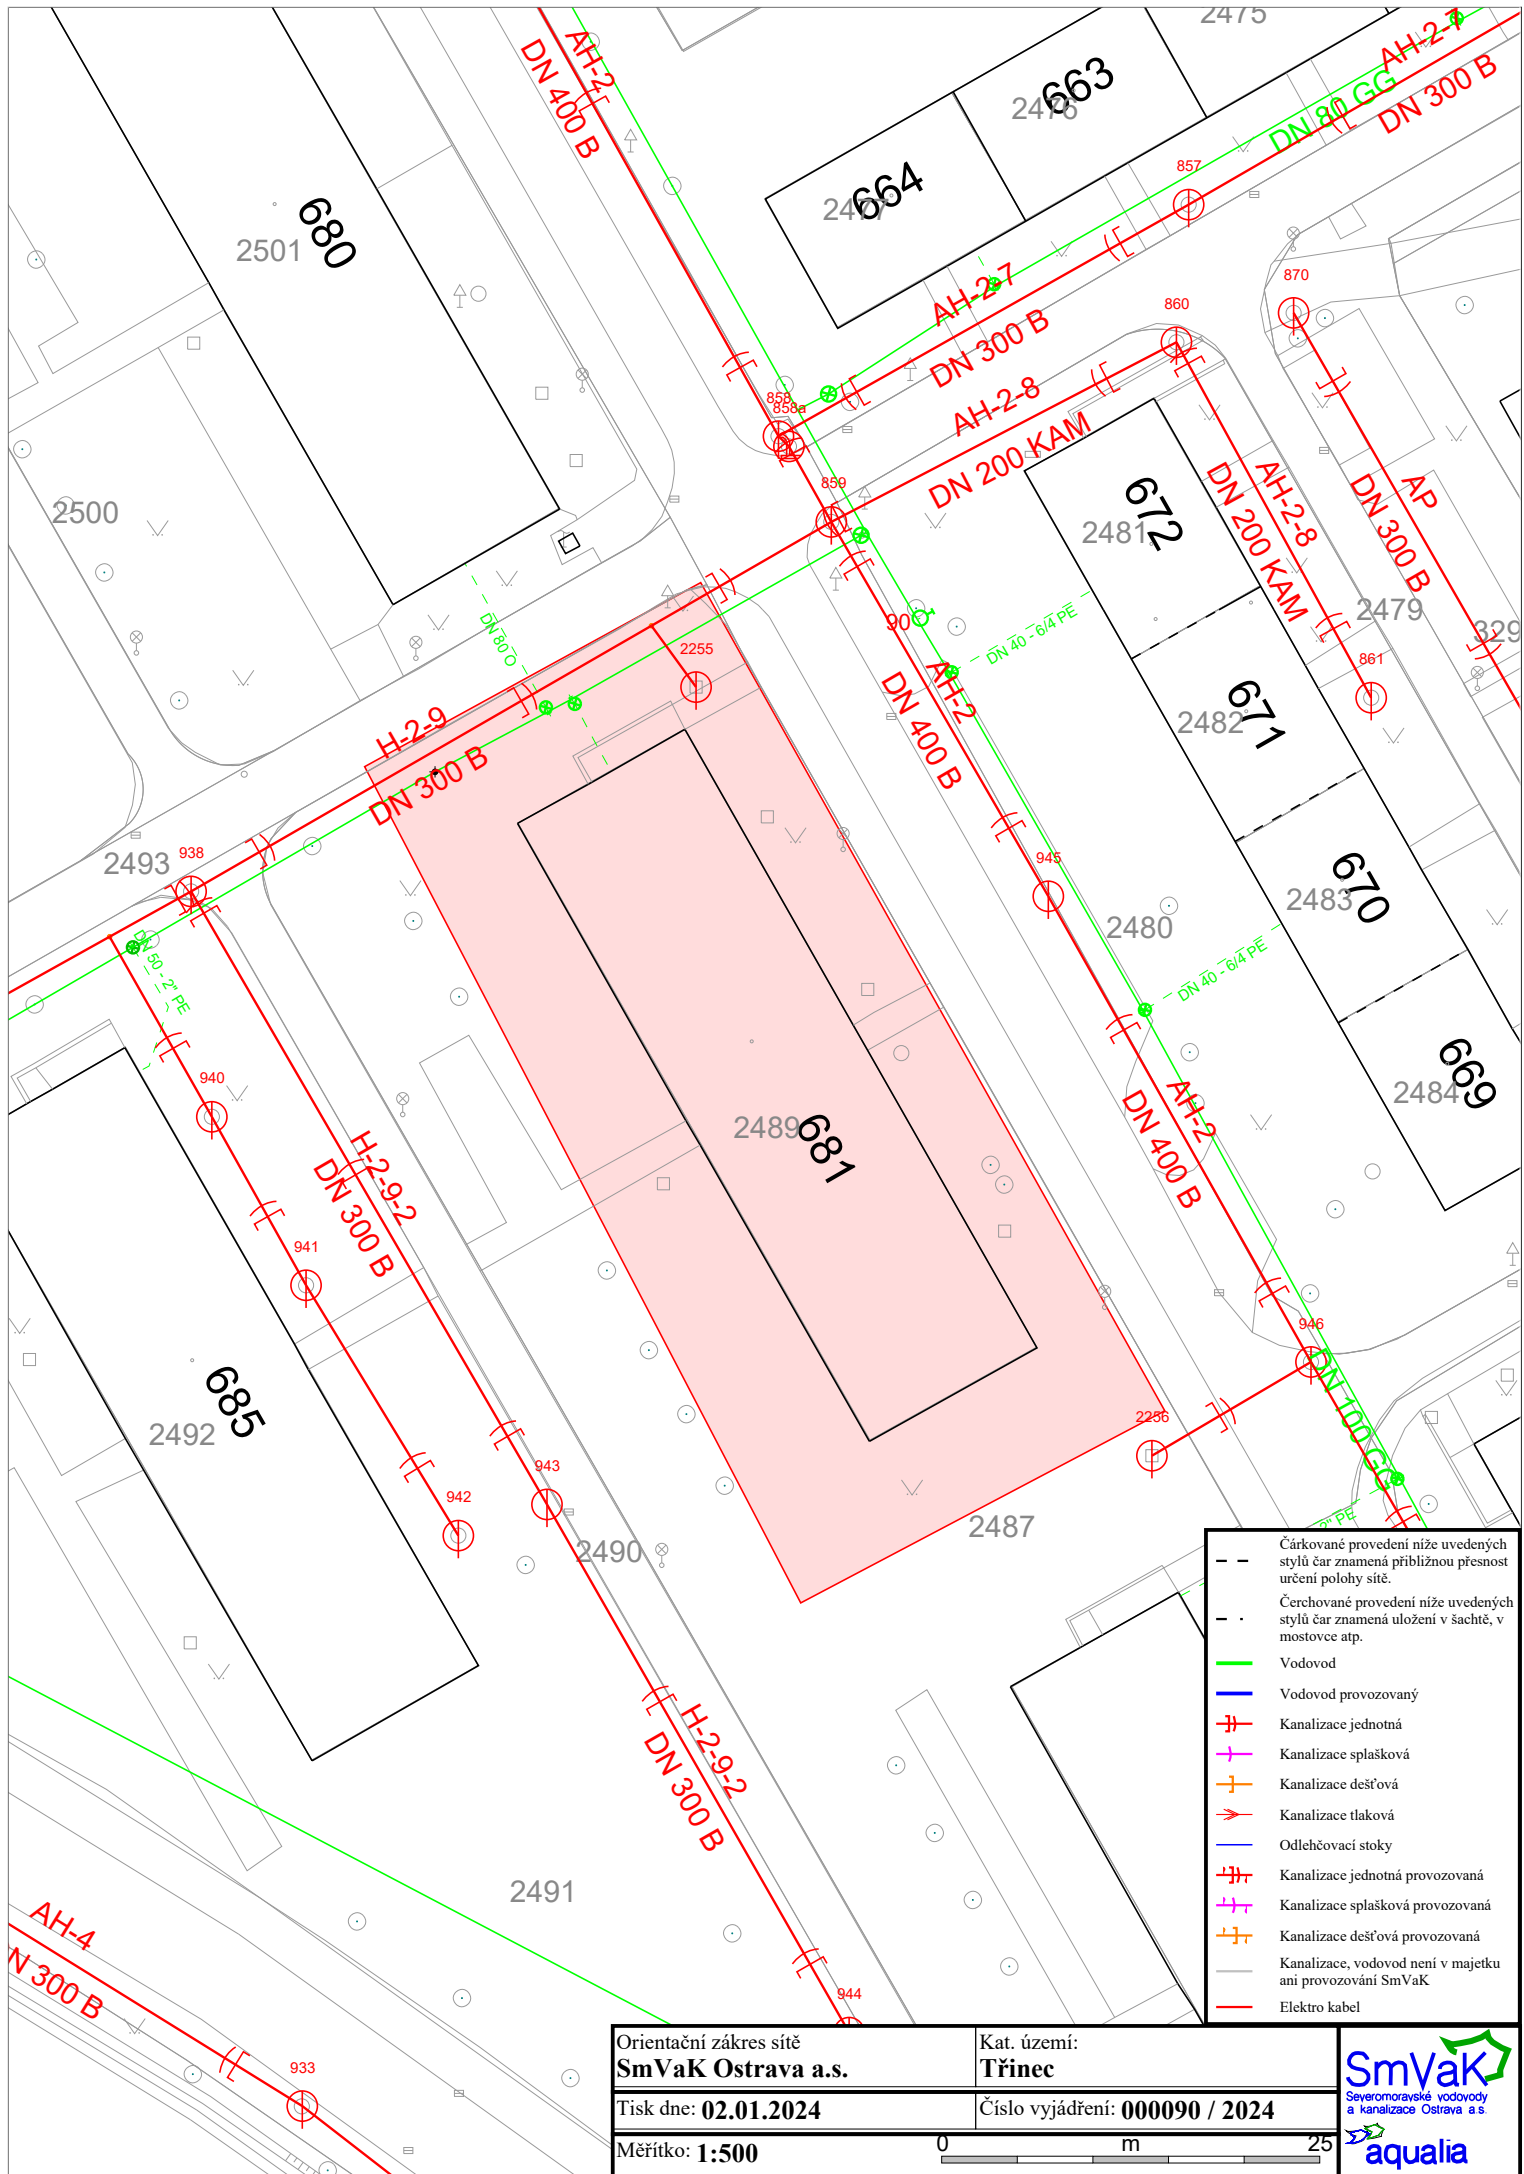 2475
AH-2
DN 400 B
663
2476
AH-2-7
DN 80 GG
DN 300 B
664
2477
857
680
2501
870
AH-2-7
DN 300 B
860
858
858a
AH-2-8
DN 200 KAM
859
672
2481
AH-2-8
DN 200 KAM
AP
DN 300 B
2500
DN 80 O
2255
90
DN 40 - 6/4 PE
2479
329
861
AH-2
DN 400 B
671
2482
H-2-9
DN 300 B
2493
938
945
670
2483
2480
DN 50 - 2" PE
DN 40 - 6/4 PE
940
669
2484
2489
681
AH-2
DN 400 B
H-2-9-2
DN 300 B
941
946
DN 100 GG
685
2492
2256
943
942
2490
2487
2" PE
H-2-9-2
DN 300 B
2491
AH-4
N 300 B
944
933
Čárkované provedení níže uvedených
stylů čar znamená přibližnou přesnost
určení polohy sítě.
Čerchované provedení níže uvedených
stylů čar znamená uložení v šachtě, v
mostovce atp.
Vodovod
Vodovod provozovaný
Kanalizace jednotná
Kanalizace splašková
Kanalizace dešťová
Kanalizace tlaková
Odlehčovací stoky
Kanalizace jednotná provozovaná
Kanalizace splašková provozovaná
Kanalizace dešťová provozovaná
Kanalizace, vodovod není v majetku
ani provozování SmVaK
Elektro kabel
Orientační zákres sítě
SmVaK Ostrava a.s.
Kat. území:
Třinec
Tisk dne: 02.01.2024
Číslo vyjádření: 000090 / 2024
Měřítko: 1:500
0 m 25
SmVaK
Severomoravské vodovody
a kanalizace Ostrava a.s.
aqualia